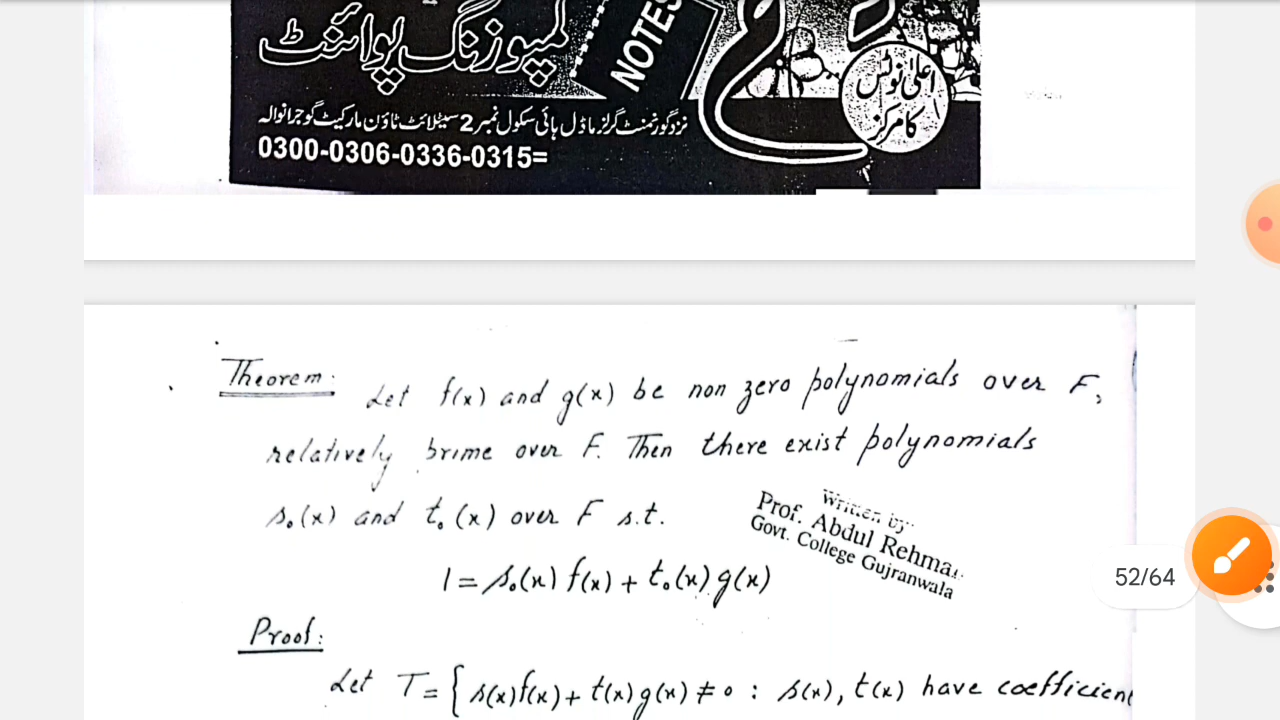 کمپوزنگ پوائنٹ
NOTES
اعلیٰ نوٹس
کا مرکز
نزد گورنمنٹ گرلز ماڈل ہائی سکول نمبر 2 سیٹلائٹ ٹاؤن مارکیٹ گوجرانوالہ
0300-0306-0336-0315=
Theorem: Let f(x) and g(x) be non zero polynomials over F,
relatively prime over F. Then there exist polynomials
s₀(x) and t₀(x) over F s.t.
Written by
Prof. Abdul Rehman
Govt. College Gujranwala
1 = s₀(x) f(x) + t₀(x) g(x)
52/64
Proof:
Let T = { s(x)f(x) + t(x)g(x) ≠ 0 : s(x), t(x) have coefficien